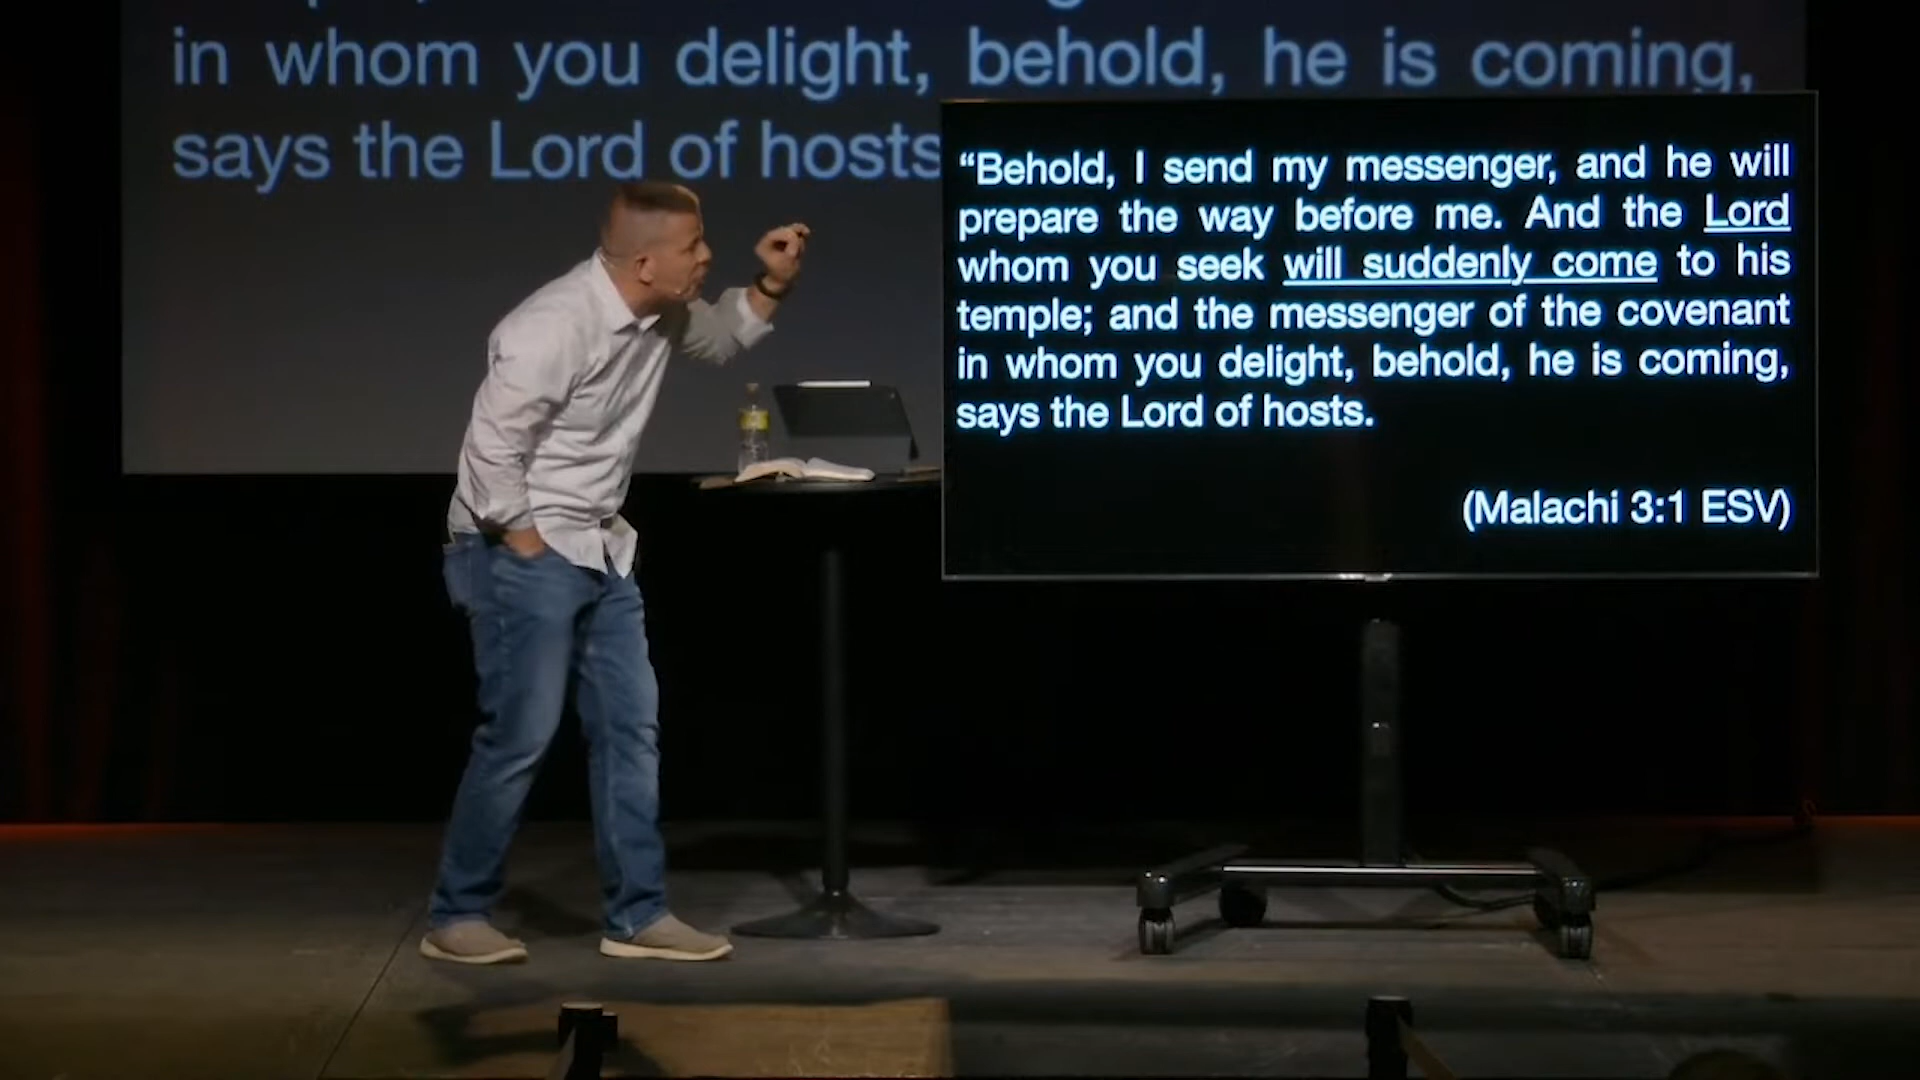 in whom you delight, behold, he is coming,
says the Lord of hosts
“Behold, I send my messenger, and he will
prepare the way before me. And the Lord
whom you seek will suddenly come to his
temple; and the messenger of the covenant
in whom you delight, behold, he is coming,
says the Lord of hosts.
(Malachi 3:1 ESV)